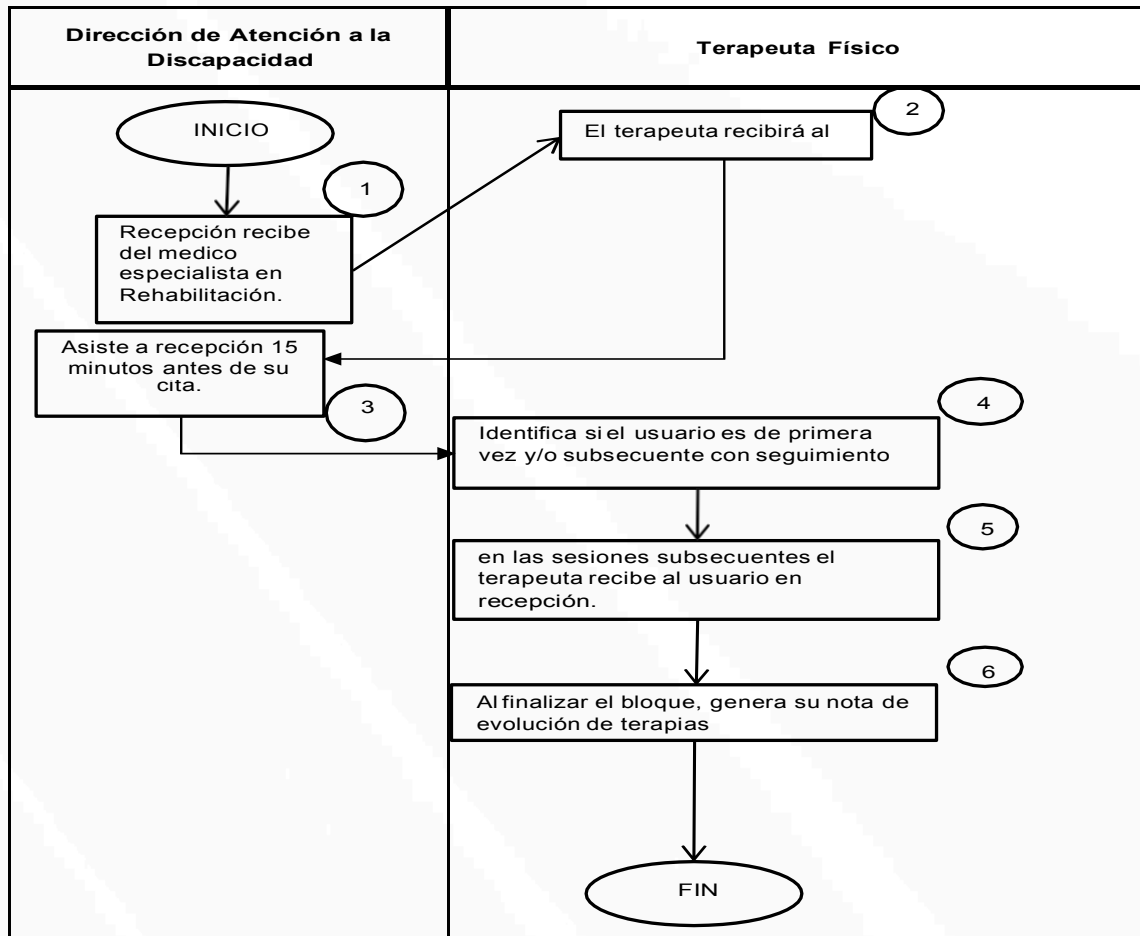 Dirección de Atención a la
Discapacidad
Terapeuta Físico
INICIO
1
Recepción recibe
del medico
especialista en
Rehabilitación.
2
El terapeuta recibirá al
Asiste a recepción 15
minutos antes de su
cita.
3
4
Identifica si el usuario es de primera
vez y/o subsecuente con seguimiento
5
en las sesiones subsecuentes el
terapeuta recibe al usuario en
recepción.
6
Al finalizar el bloque, genera su nota de
evolución de terapias
FIN